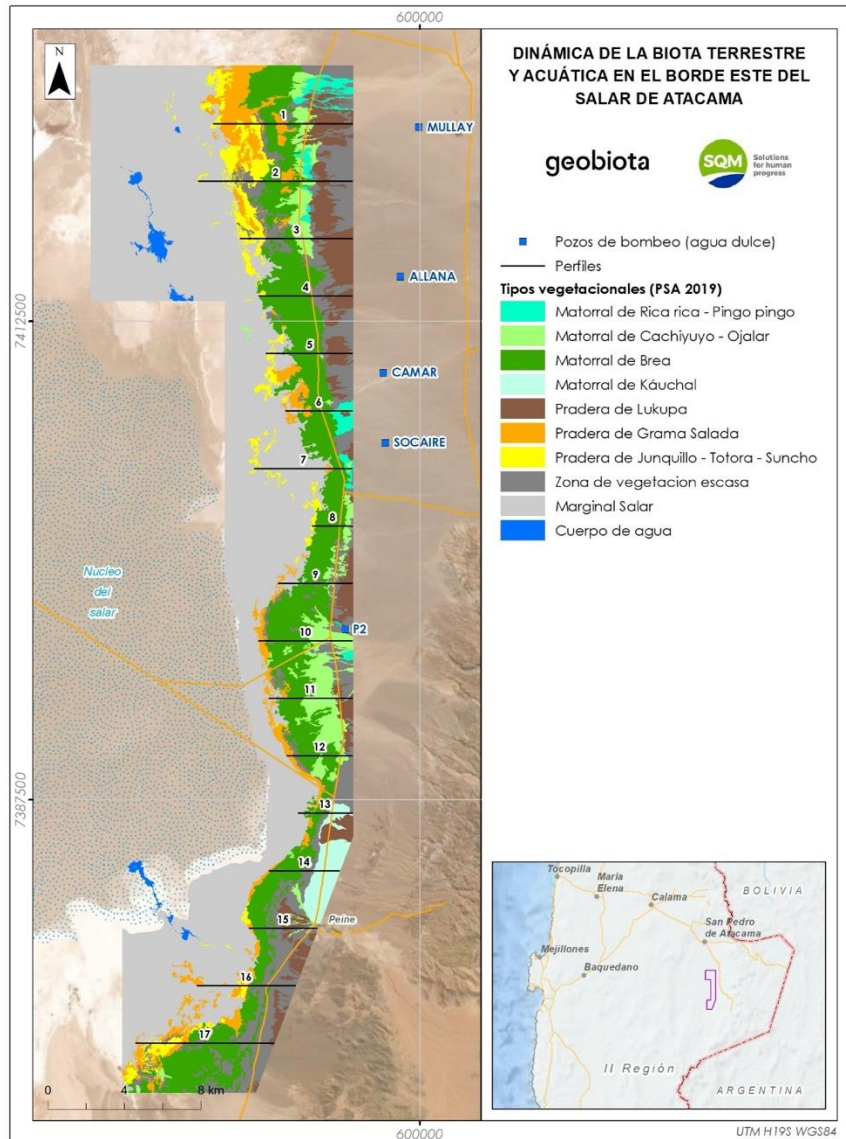 600000
N
7412500
7387500
1
2
3
4
5
6
7
8
9
10
11
12
13
14
15
16
17
MULLAY
ALLANA
CAMAR
SOCAIRE
P2
Nucleo
del
salar
Peine
0 4 8 km
600000
DINÁMICA DE LA BIOTA TERRESTRE
Y ACUÁTICA EN EL BORDE ESTE DEL
SALAR DE ATACAMA
geobiota
SQM
Solutions
for human
progress
Pozos de bombeo (agua dulce)
Perfiles
Tipos vegetacionales (PSA 2019)
Matorral de Rica rica - Pingo pingo
Matorral de Cachiyuyo - Ojalar
Matorral de Brea
Matorral de Káuchal
Pradera de Lukupa
Pradera de Grama Salada
Pradera de Junquillo - Totora - Suncho
Zona de vegetacion escasa
Marginal Salar
Cuerpo de agua
Tocopilla
Maria
Elena
Calama
BOLIVIA
San Pedro
de Atacama
Mejillones
Baquedano
II Región
ARGENTINA
UTM H19S WGS84